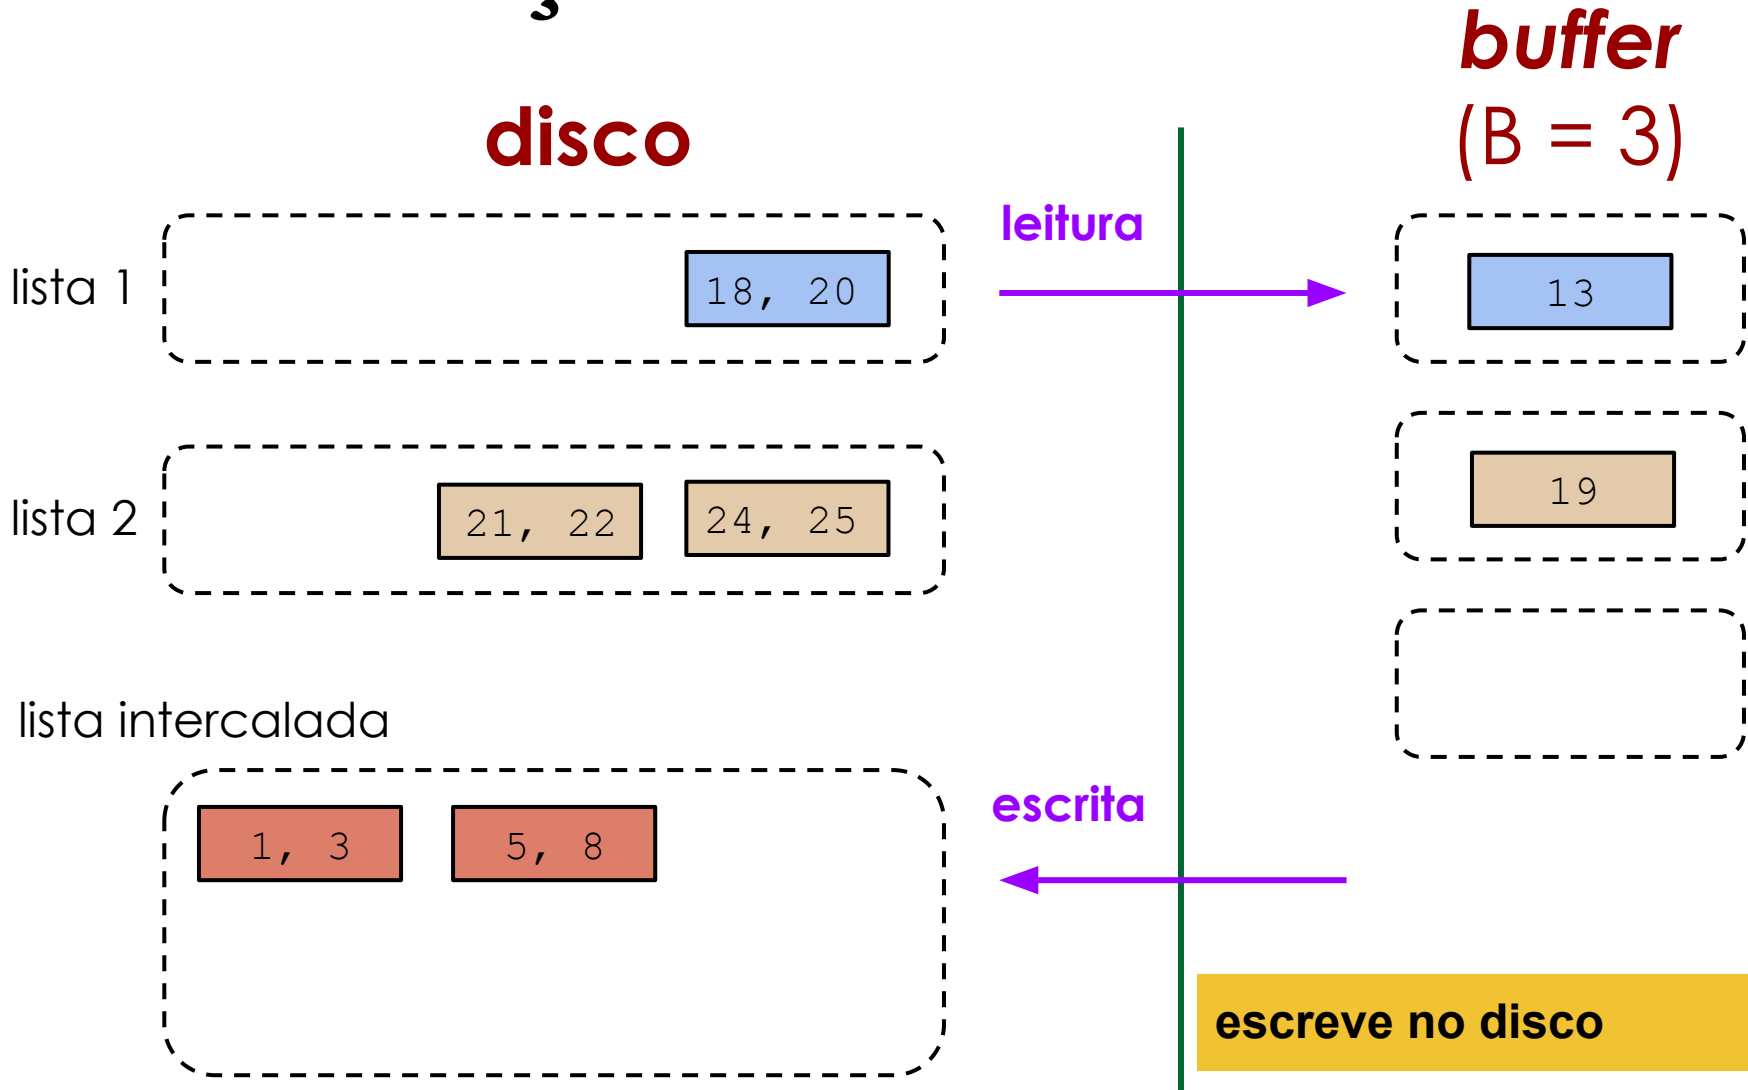 disco
buffer
(B = 3)
leitura
lista 1
18, 20
13
lista 2
21, 22
24, 25
19
lista intercalada
1, 3
5, 8
escrita
escreve no disco